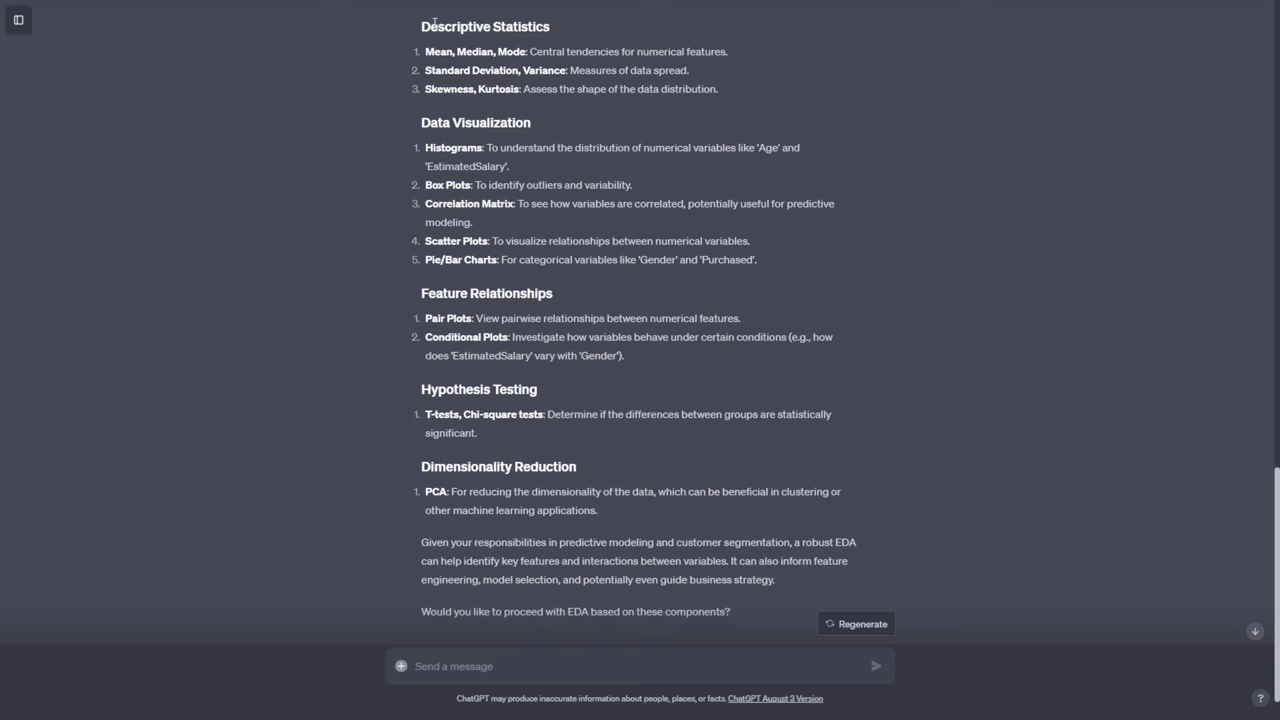 Descriptive Statistics
1. Mean, Median, Mode: Central tendencies for numerical features.
2. Standard Deviation, Variance: Measures of data spread.
3. Skewness, Kurtosis: Assess the shape of the data distribution.
Data Visualization
1. Histograms: To understand the distribution of numerical variables like 'Age' and
'EstimatedSalary'.
2. Box Plots: To identify outliers and variability.
3. Correlation Matrix: To see how variables are correlated, potentially useful for predictive
modeling.
4. Scatter Plots: To visualize relationships between numerical variables.
5. Pie/Bar Charts: For categorical variables like 'Gender' and 'Purchased'.
Feature Relationships
1. Pair Plots: View pairwise relationships between numerical features.
2. Conditional Plots: Investigate how variables behave under certain conditions (e.g., how
does 'EstimatedSalary' vary with 'Gender').
Hypothesis Testing
1. T-tests, Chi-square tests: Determine if the differences between groups are statistically
significant.
Dimensionality Reduction
1. PCA: For reducing the dimensionality of the data, which can be beneficial in clustering or
other machine learning applications.
Given your responsibilities in predictive modeling and customer segmentation, a robust EDA
can help identify key features and interactions between variables. It can also inform feature
engineering, model selection, and potentially even guide business strategy.
Would you like to proceed with EDA based on these components?
Regenerate
Send a message
ChatGPT may produce inaccurate information about people, places, or facts. ChatGPT August 3 Version
?